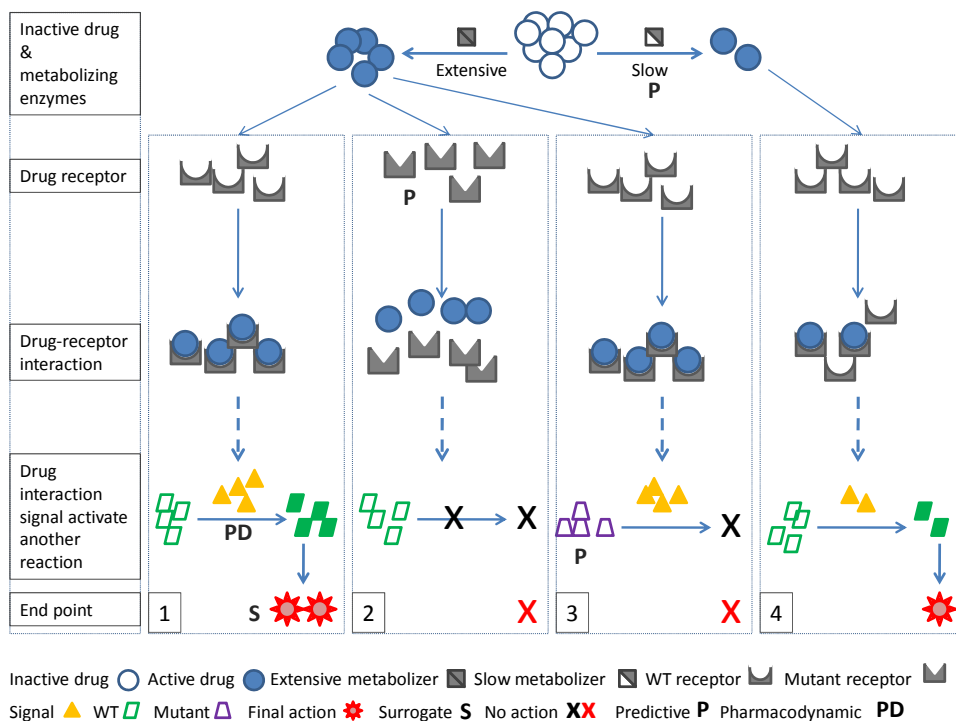 Inactive drug
&
metabolizing
enzymes
Extensive
Slow
P
Drug receptor
P
Drug-receptor
interaction
Drug
interaction
signal activate
another
reaction
PD
X
X
P
X
End point
1
S
2
X
3
X
4
Inactive drug Active drug Extensive metabolizer Slow metabolizer WT receptor Mutant receptor
Signal WT Mutant Final action Surrogate S No action XX Predictive P Pharmacodynamic PD